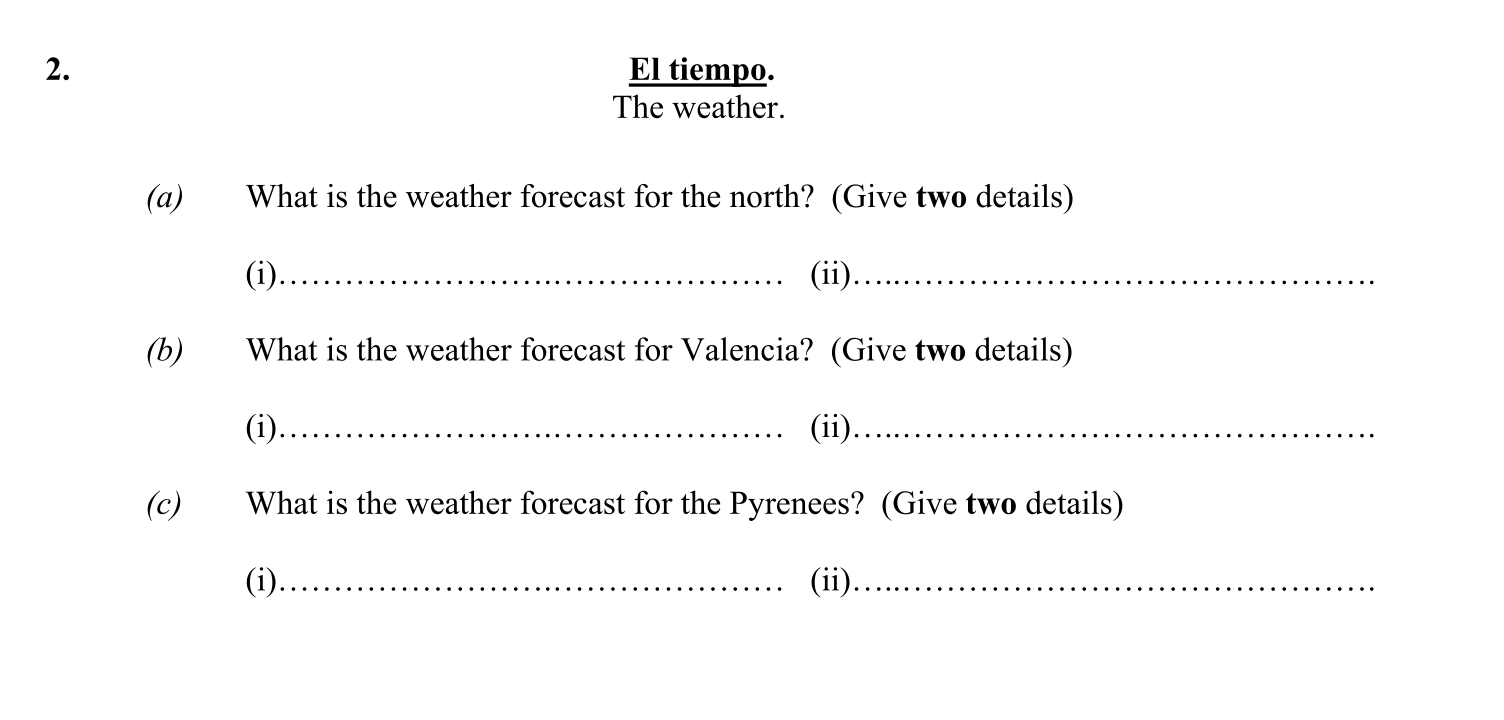 2. El tiempo.
The weather.
(a) What is the weather forecast for the north? (Give two details)
(i)…………………….………………… (ii)…..…………………………………….
(b) What is the weather forecast for Valencia? (Give two details)
(i)…………………….………………… (ii)…..…………………………………….
(c) What is the weather forecast for the Pyrenees? (Give two details)
(i)…………………….………………… (ii)…..…………………………………….